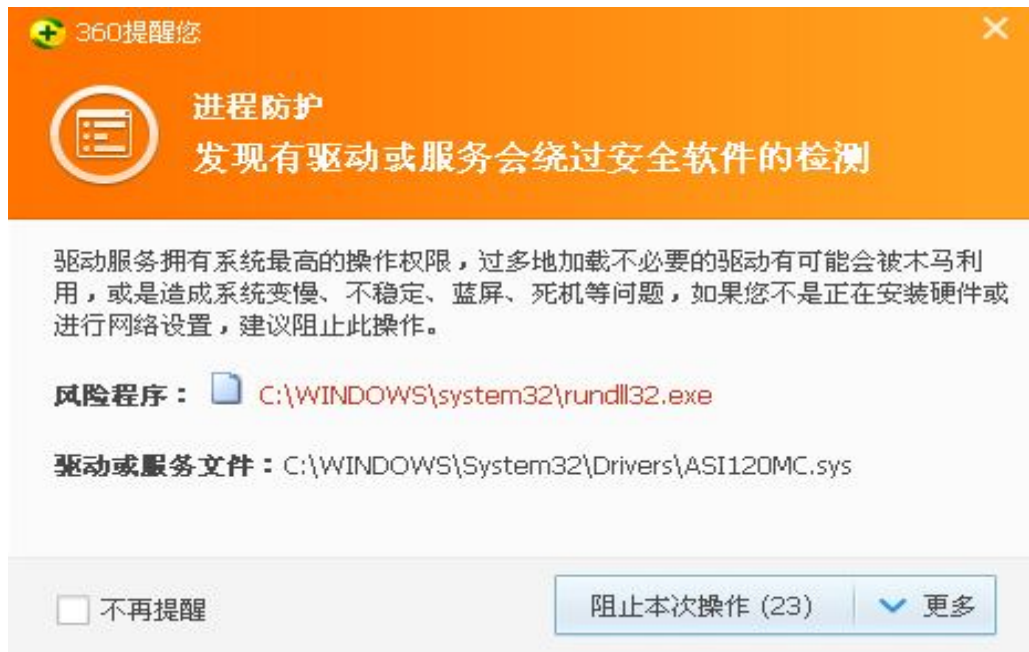 360提醒您
进程防护
发现有驱动或服务会绕过安全软件的检测
驱动服务拥有系统最高的操作权限，过多地加载不必要的驱动有可能会被木马利
用，或是造成系统变慢、不稳定、蓝屏、死机等问题，如果您不是正在安装硬件或
进行网络设置，建议阻止此操作。
风险程序： C:\WINDOWS\system32\rundll32.exe
驱动或服务文件：C:\WINDOWS\System32\Drivers\ASI120MC.sys
不再提醒
阻止本次操作 (23)
更多